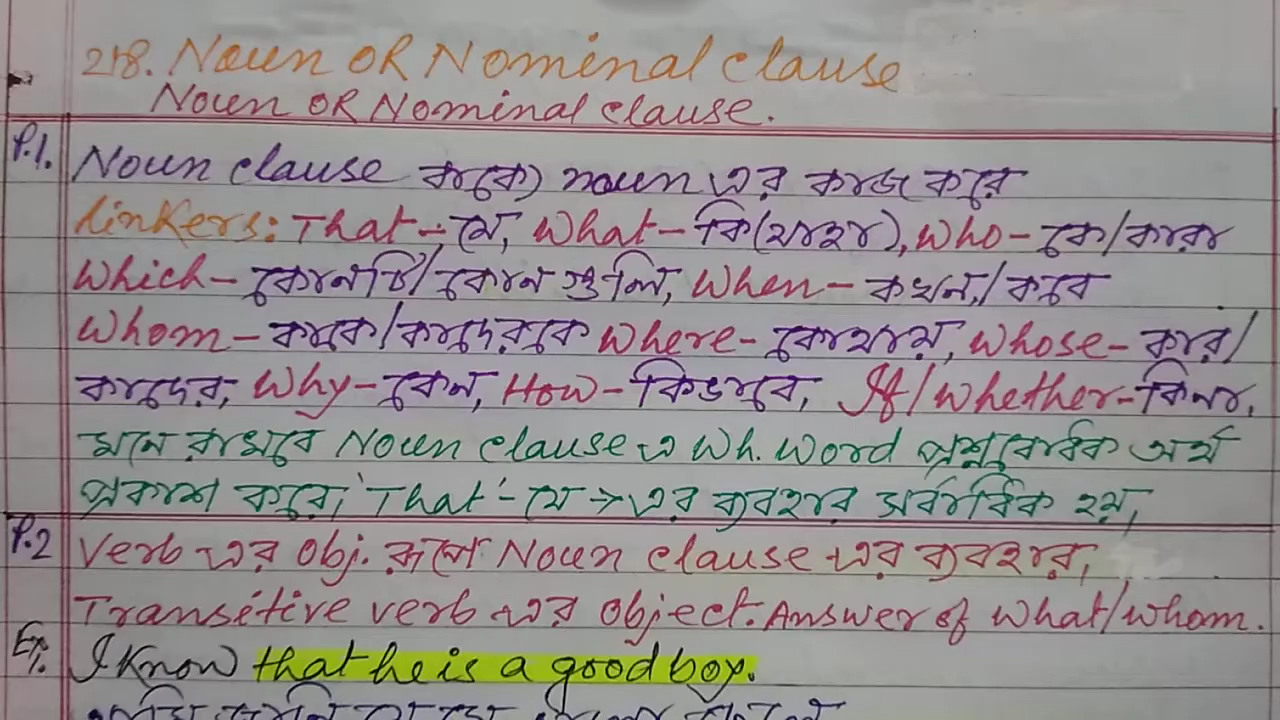 218. Noun OR Nominal clause
Noun OR Nominal clause.
P.1. Noun clause বাক্যে noun এর কাজ করে
Linkers: That - যে, What - কি (যাহা), Who - কে/কারা
Which - কোনটি/কোন গুলি, When - কখন/কবে
Whom - কাকে/কাদেরকে Where - কোথায়, Whose - কার/
কাদের, Why - কেন, How - কিভাবে, If/Whether - কিনা,
মনে রাখবে Noun clause এ Wh. Word প্রশ্নবোধক অর্থ
প্রকাশ করে। 'That' - যে → এর ব্যবহার সর্বাধিক হয়,
P.2 Verb এর Obj. রূপে Noun clause এর ব্যবহার,
Transitive verb এর Object. Answer of What/Whom.
Ex. I know that he is a good boy.